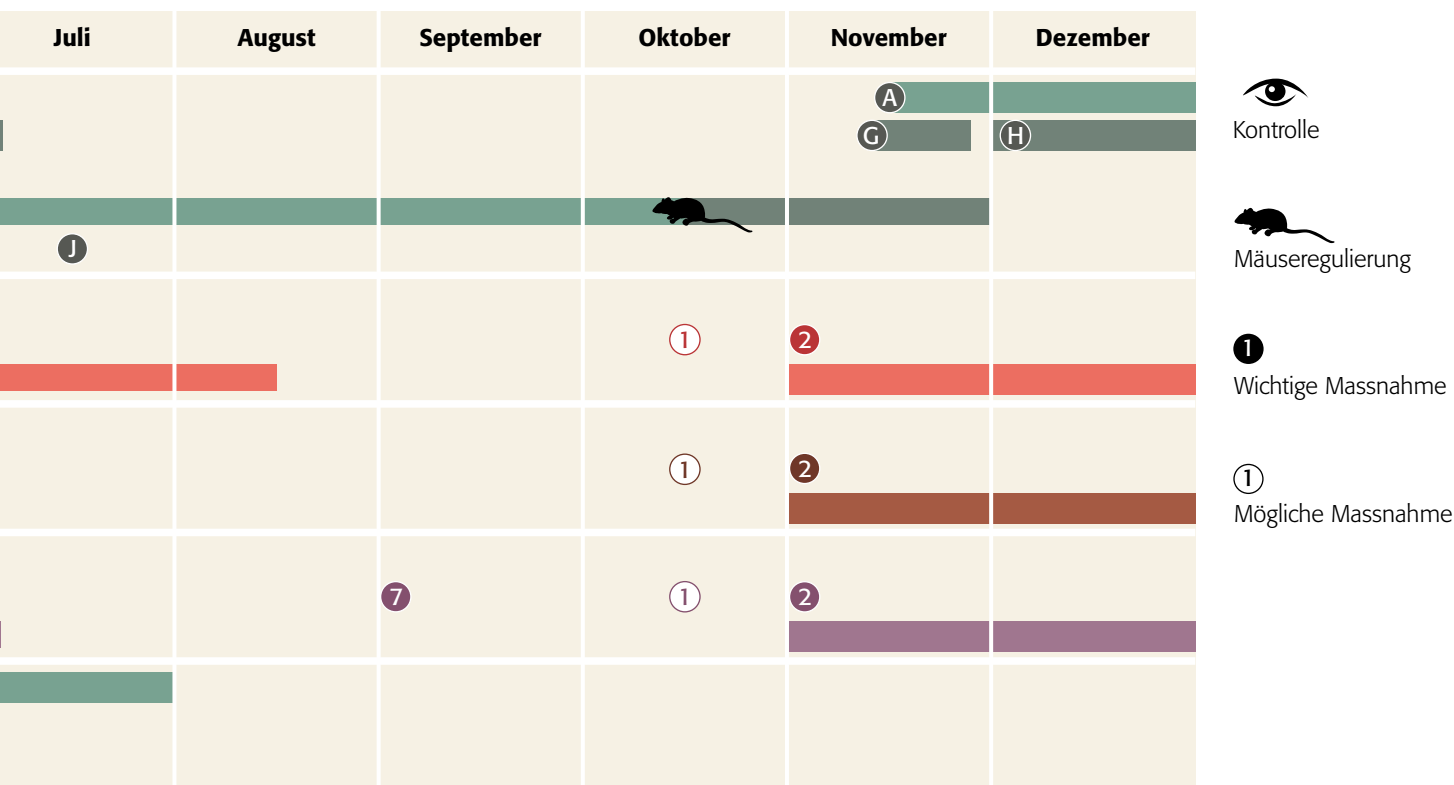 Juli August September Oktober November Dezember
A
G H
J
1 2
1 2
7 1 2
Kontrolle
Mäuseregulierung
1
Wichtige Massnahme
1
Mögliche Massnahme